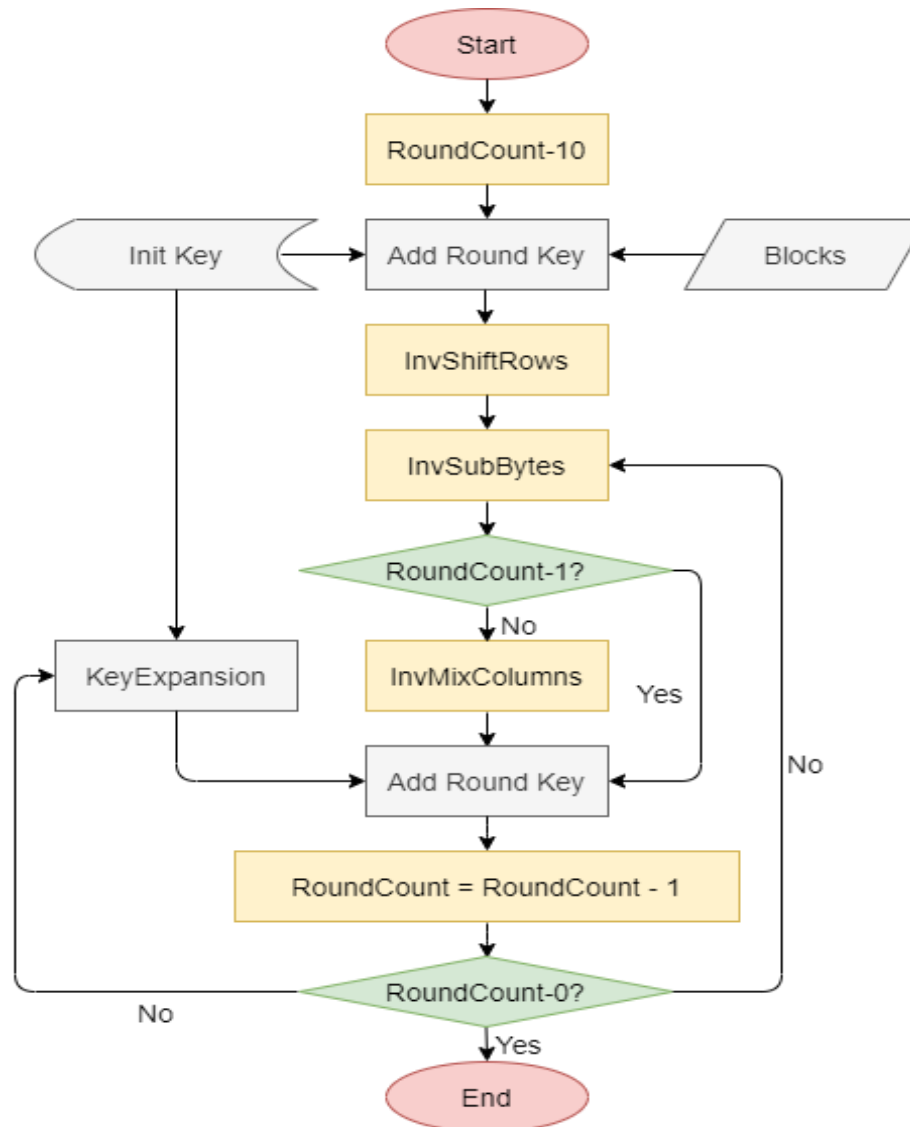 Start
RoundCount-10
Init Key
Add Round Key
Blocks
InvShiftRows
InvSubBytes
RoundCount-1?
No
KeyExpansion
InvMixColumns
Yes
Add Round Key
No
RoundCount = RoundCount - 1
RoundCount-0?
No
Yes
End